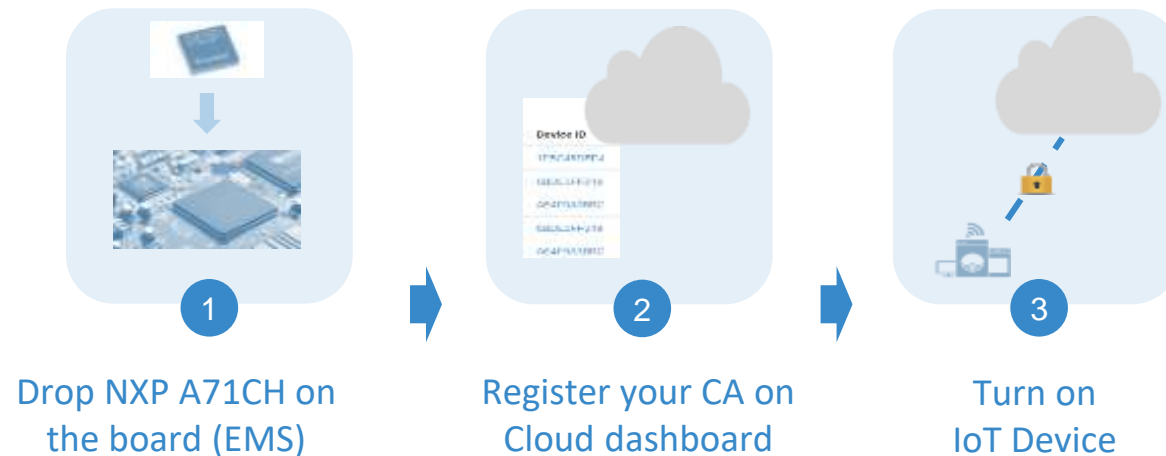 Device ID
1
2
3
Drop NXP A71CH on
the board (EMS)
Register your CA on
Cloud dashboard
Turn on
IoT Device